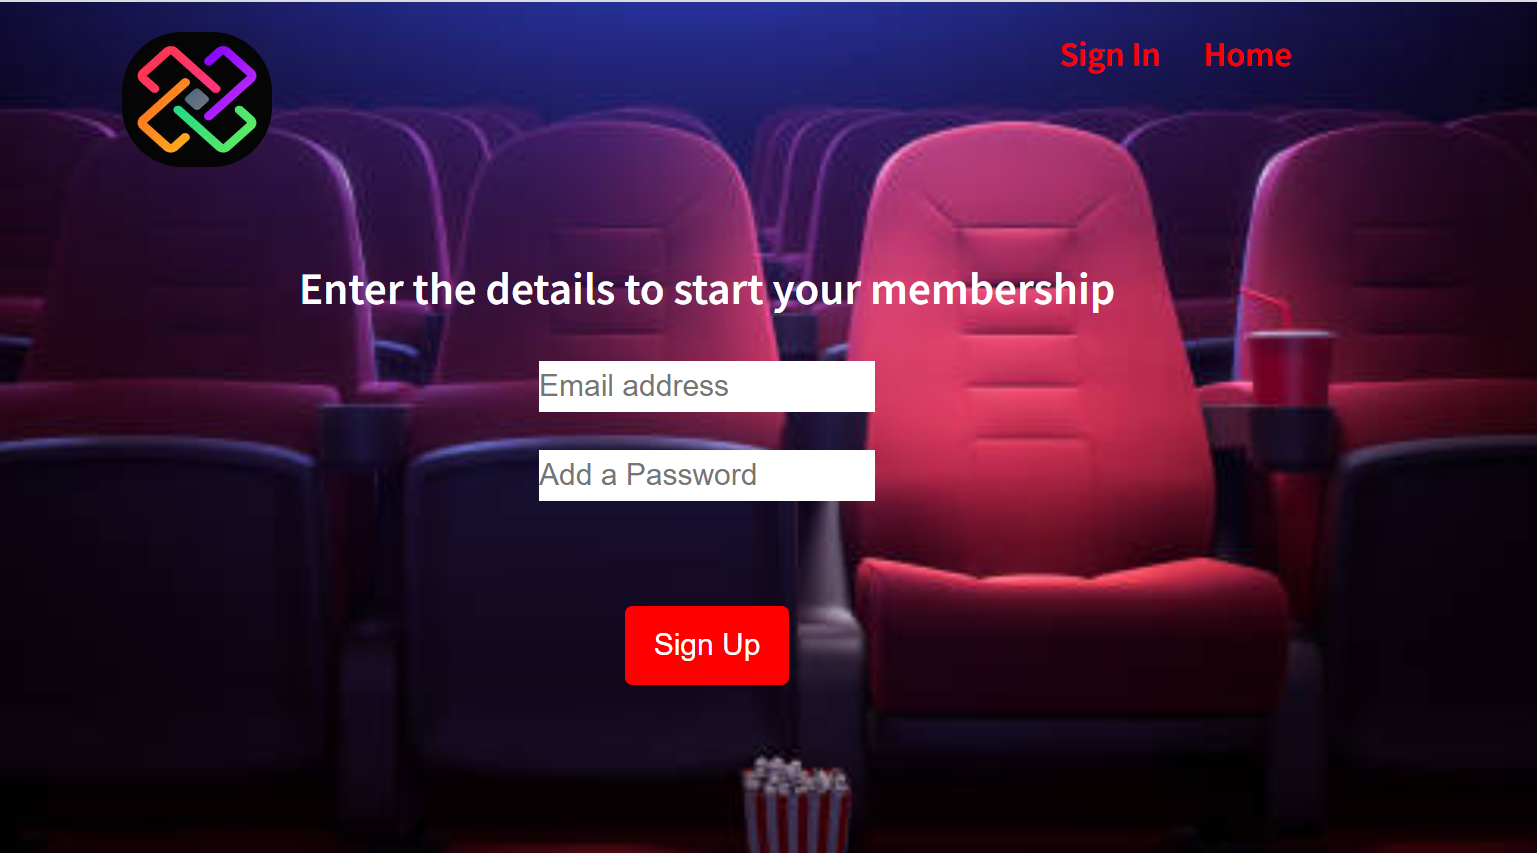 Sign In Home
Enter the details to start your membership
Email address
Add a Password
Sign Up